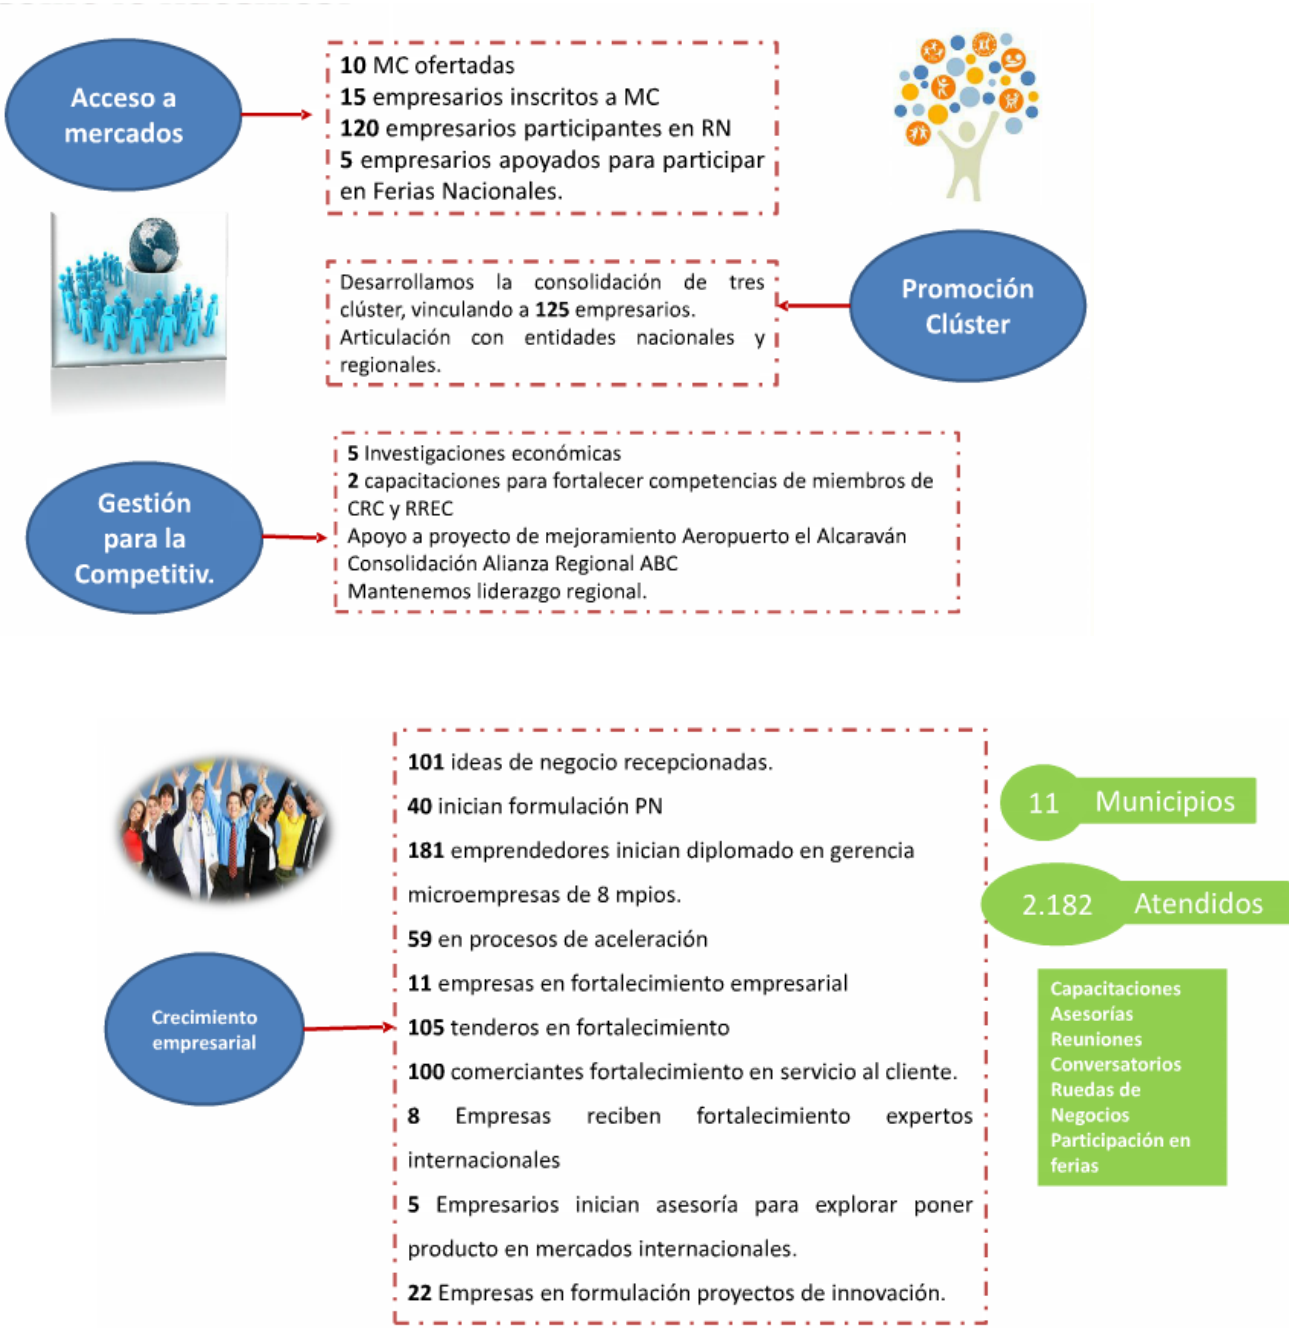 Acceso a
mercados
10 MC ofertadas
15 empresarios inscritos a MC
120 empresarios participantes en RN
5 empresarios apoyados para participar
en Ferias Nacionales.
Desarrollamos la consolidación de tres
clúster, vinculando a 125 empresarios.
Articulación con entidades nacionales y
regionales.
Promoción
Clúster
Gestión
para la
Competitiv.
5 Investigaciones económicas
2 capacitaciones para fortalecer competencias de miembros de
CRC y RREC
Apoyo a proyecto de mejoramiento Aeropuerto el Alcaraván
Consolidación Alianza Regional ABC
Mantenemos liderazgo regional.
Crecimiento
empresarial
101 ideas de negocio recepcionadas.
40 inician formulación PN
181 emprendedores inician diplomado en gerencia
microempresas de 8 mpios.
59 en procesos de aceleración
11 empresas en fortalecimiento empresarial
105 tenderos en fortalecimiento
100 comerciantes fortalecimiento en servicio al cliente.
8 Empresas reciben fortalecimiento expertos
internacionales
5 Empresarios inician asesoría para explorar poner
producto en mercados internacionales.
22 Empresas en formulación proyectos de innovación.
11 Municipios
2.182 Atendidos
Capacitaciones
Asesorías
Reuniones
Conversatorios
Ruedas de
Negocios
Participación en
ferias